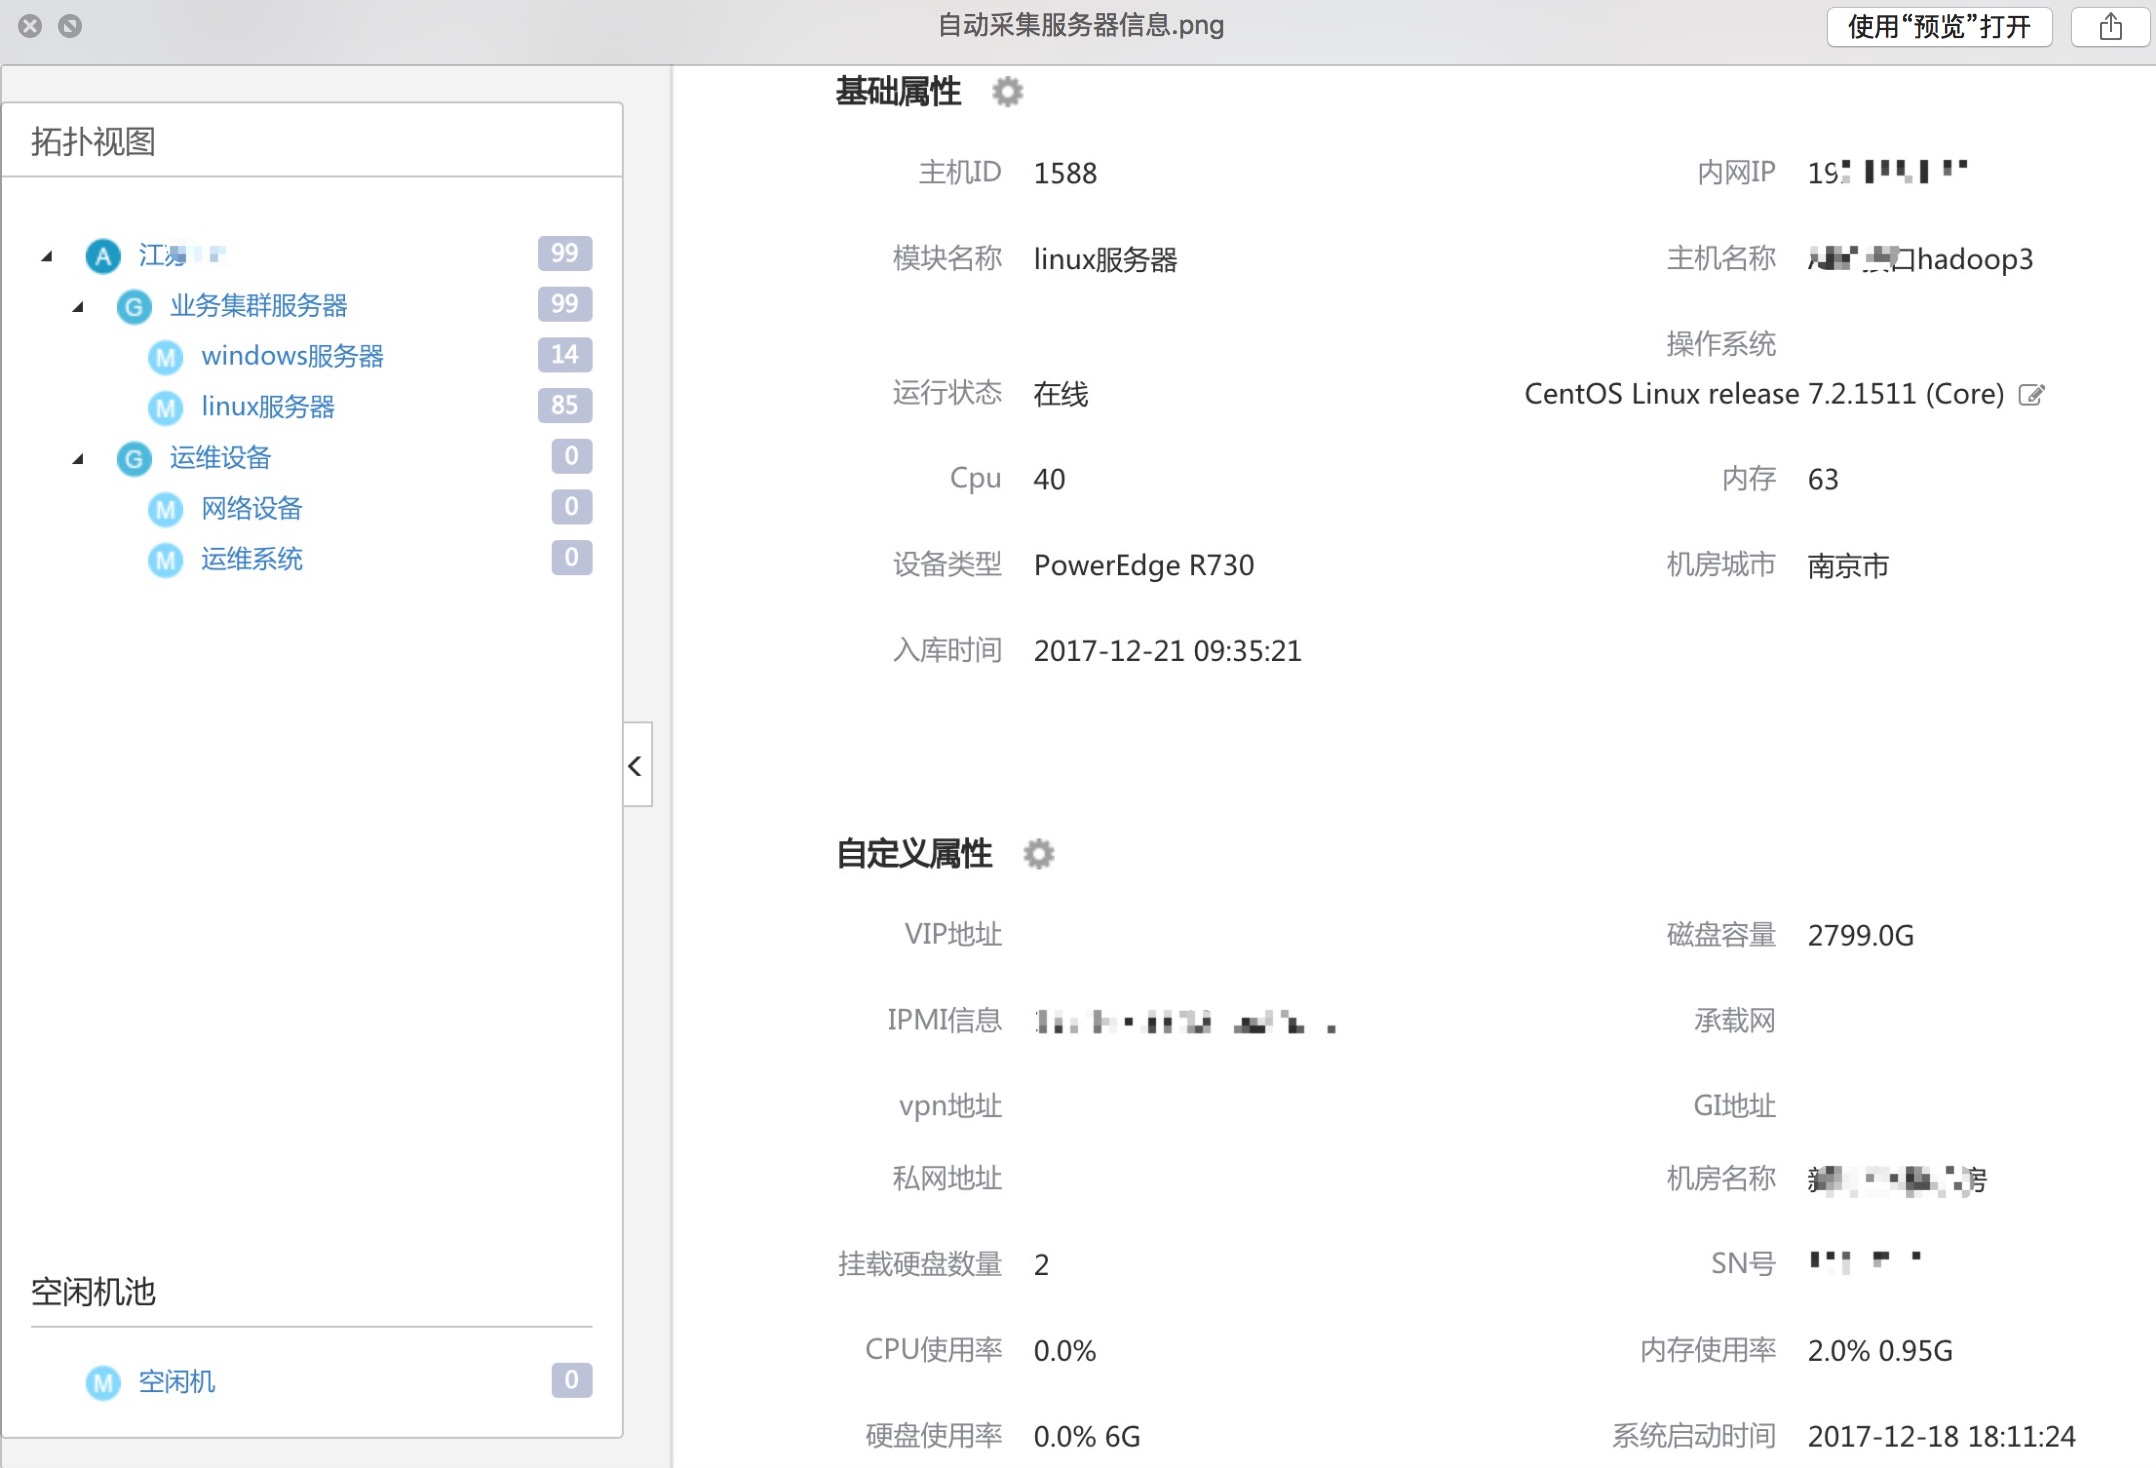 自动采集服务器信息.png
使用“预览”打开
拓扑视图
A 江
99
G 业务集群服务器
99
M windows服务器
14
M linux服务器
85
G 运维设备
0
M 网络设备
0
M 运维系统
0
空闲机池
M 空闲机
0
基础属性
主机ID 1588
内网IP 19
模块名称 linux服务器
主机名称 口hadoop3
操作系统
运行状态 在线
CentOS Linux release 7.2.1511 (Core)
Cpu 40
内存 63
设备类型 PowerEdge R730
机房城市 南京市
入库时间 2017-12-21 09:35:21
自定义属性
VIP地址
磁盘容量 2799.0G
IPMI信息
承载网
vpn地址
GI地址
私网地址
机房名称 房
挂载硬盘数量 2
SN号
CPU使用率 0.0%
内存使用率 2.0% 0.95G
硬盘使用率 0.0% 6G
系统启动时间 2017-12-18 18:11:24